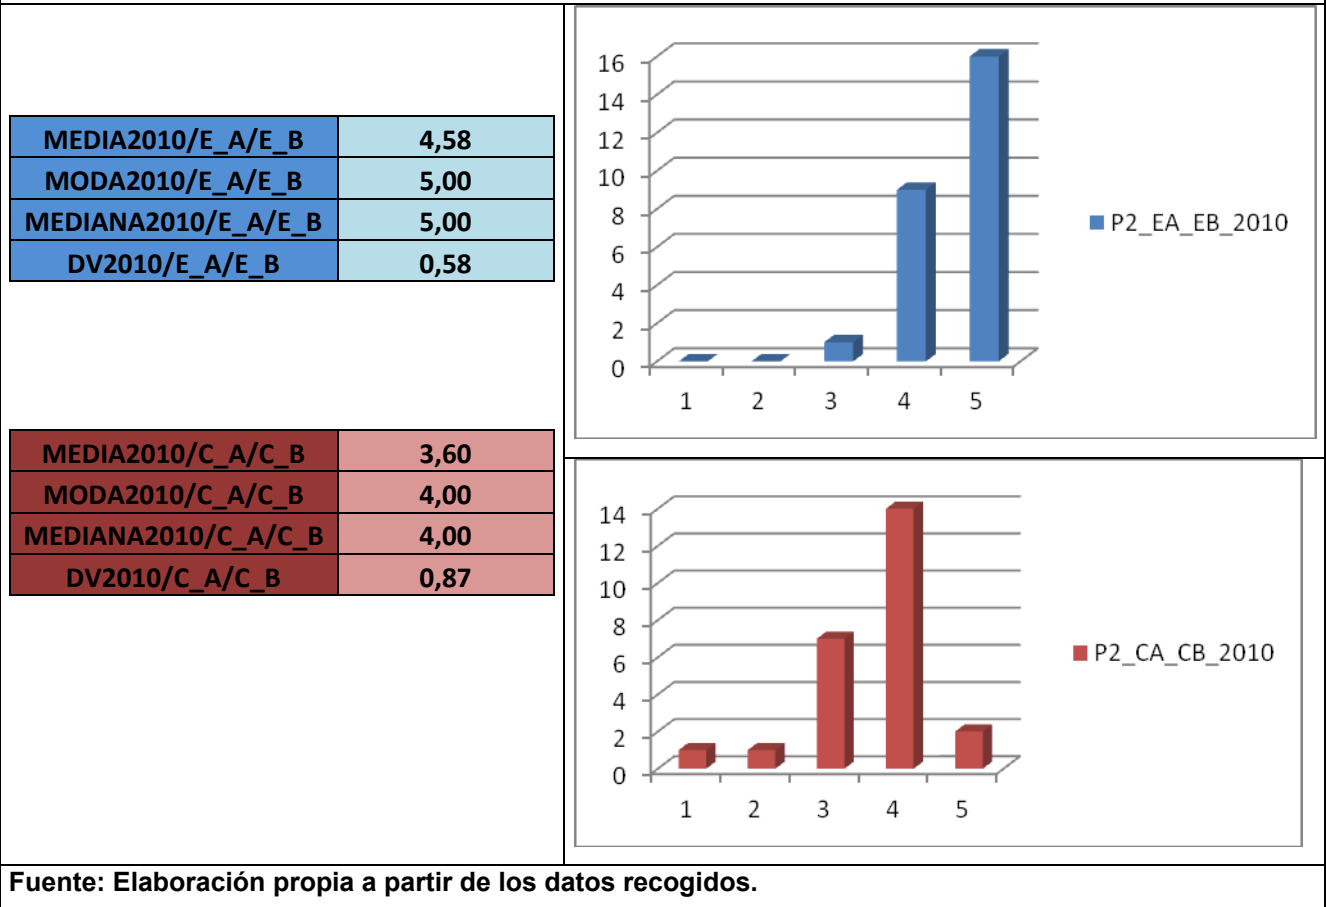 MEDIA2010/E_A/E_B 4,58
MODA2010/E_A/E_B 5,00
MEDIANA2010/E_A/E_B 5,00
DV2010/E_A/E_B 0,58
16
14
12
10
8
6
4
2
0
1 2 3 4 5
P2_EA_EB_2010
MEDIA2010/C_A/C_B 3,60
MODA2010/C_A/C_B 4,00
MEDIANA2010/C_A/C_B 4,00
DV2010/C_A/C_B 0,87
14
12
10
8
6
4
2
0
1 2 3 4 5
P2_CA_CB_2010
Fuente: Elaboración propia a partir de los datos recogidos.